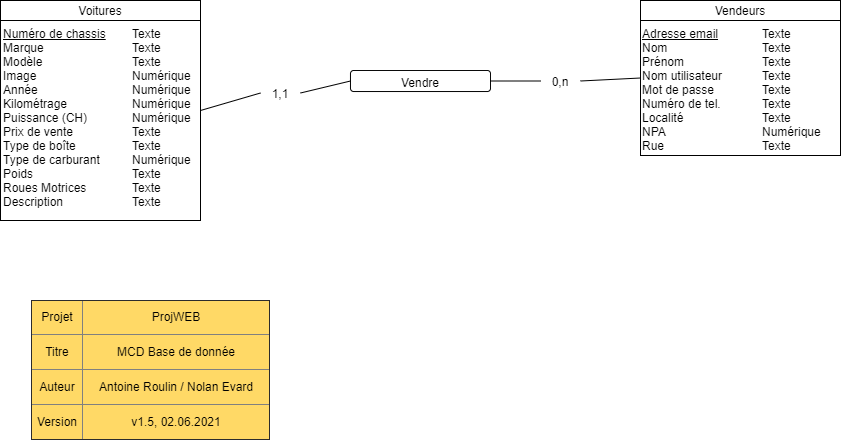 Voitures
Numéro de chassis Texte
Marque Texte
Modèle Texte
Image Numérique
Année Numérique
Kilométrage Numérique
Puissance (CH) Numérique
Prix de vente Texte
Type de boîte Texte
Type de carburant Numérique
Poids Texte
Roues Motrices Texte
Description Texte
1,1
Vendre
0,n
Vendeurs
Adresse email Texte
Nom Texte
Prénom Texte
Nom utilisateur Texte
Mot de passe Texte
Numéro de tel. Texte
Localité Texte
NPA Numérique
Rue Texte
Projet ProjWEB
Titre MCD Base de donnée
Auteur Antoine Roulin / Nolan Evard
Version v1.5, 02.06.2021